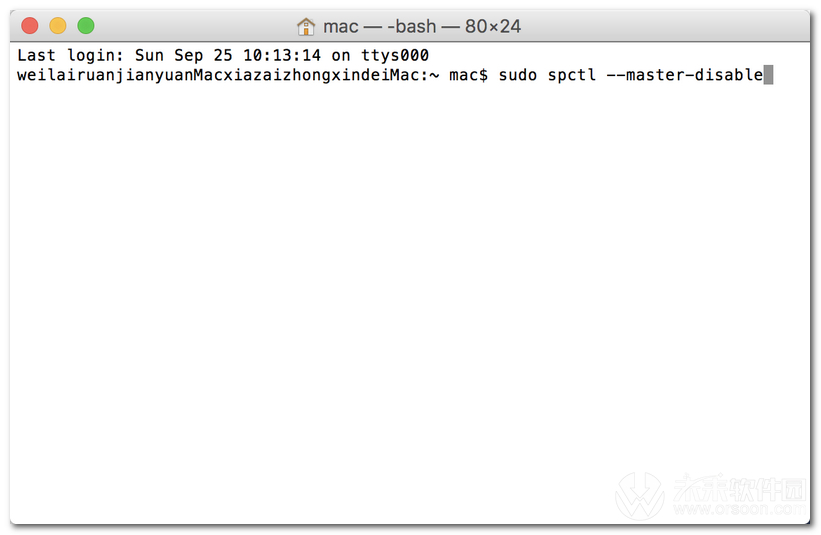 mac — -bash — 80×24
Last login: Sun Sep 25 10:13:14 on ttys000
weilairuanjianyuanMacxiazaizhongxindeiMac:~ mac$ sudo spctl --master-disable
未来软件园
www.orsoon.com